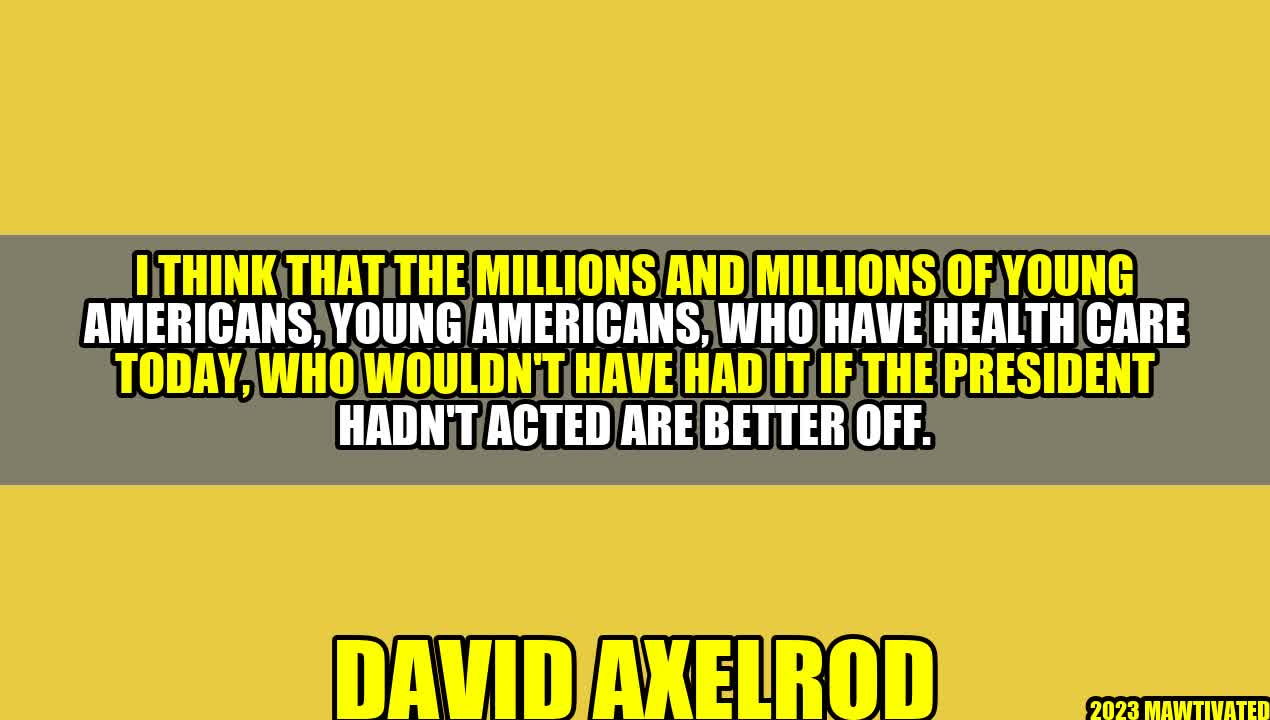 I THINK THAT THE MILLIONS AND MILLIONS OF YOUNG
AMERICANS, YOUNG AMERICANS, WHO HAVE HEALTH CARE
TODAY, WHO WOULDN'T HAVE HAD IT IF THE PRESIDENT
HADN'T ACTED ARE BETTER OFF.
DAVID AXELROD
2023 MAWTIVATED